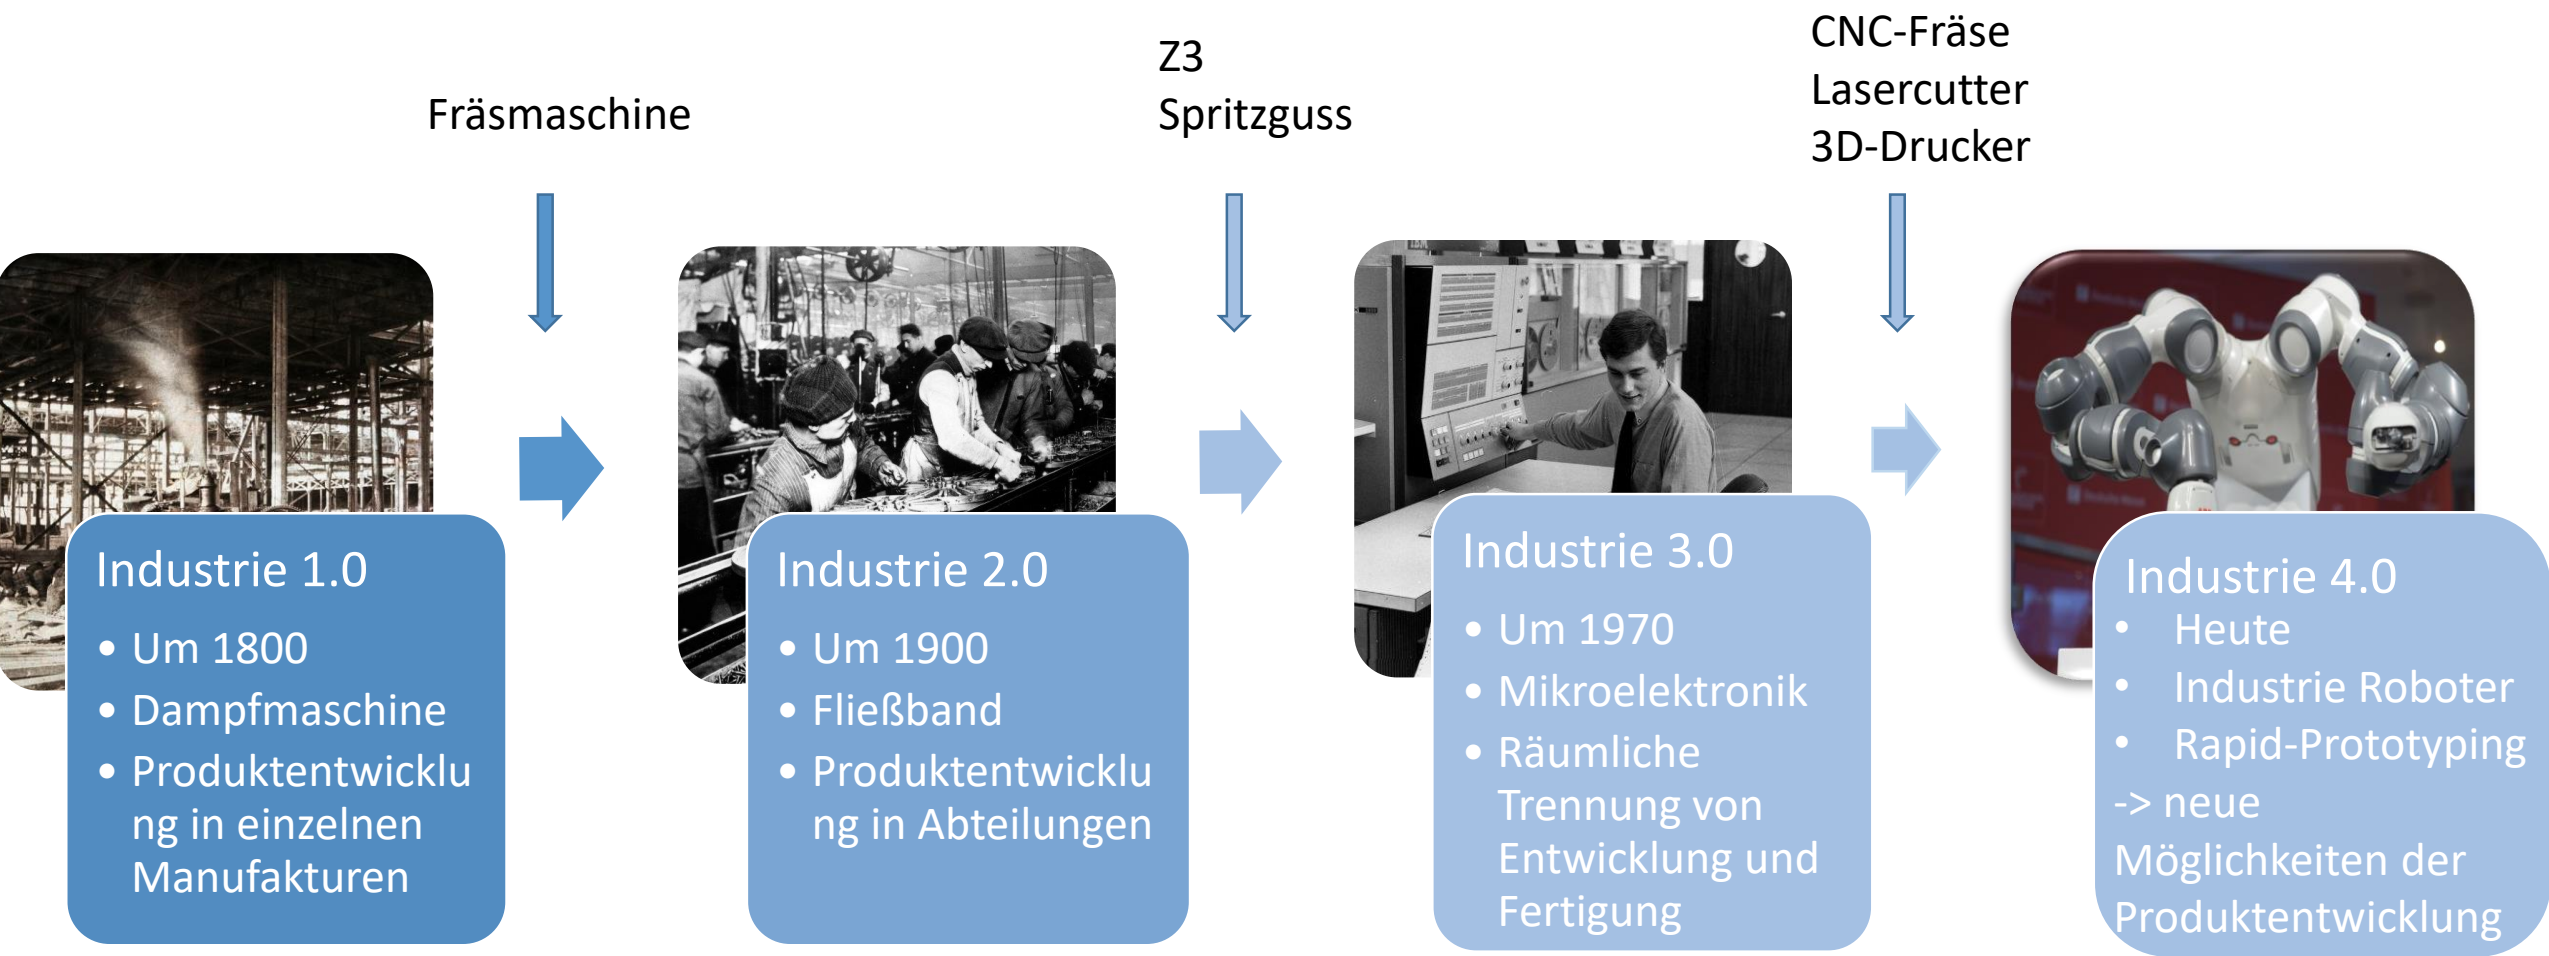 Fräsmaschine
Z3
Spritzguss
CNC-Fräse
Lasercutter
3D-Drucker
IBM
Industrie 1.0
• Um 1800
• Dampfmaschine
• Produktentwicklu
ng in einzelnen
Manufakturen
Industrie 2.0
• Um 1900
• Fließband
• Produktentwicklu
ng in Abteilungen
Industrie 3.0
• Um 1970
• Mikroelektronik
• Räumliche
Trennung von
Entwicklung und
Fertigung
Industrie 4.0
• Heute
• Industrie Roboter
• Rapid-Prototyping
-> neue
Möglichkeiten der
Produktentwicklung